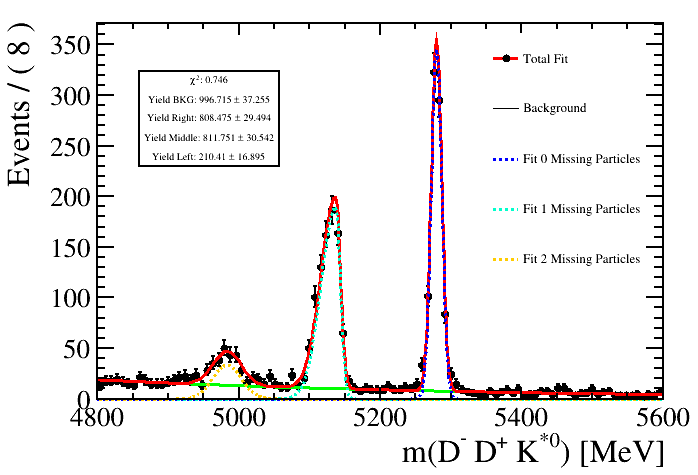 Events / ( 8 )
350
300
250
200
150
100
50
0
χ²: 0.746
Yield BKG: 996.715 ± 37.255
Yield Right: 808.475 ± 29.494
Yield Middle: 811.751 ± 30.542
Yield Left: 210.41 ± 16.895
Total Fit
Background
Fit 0 Missing Particles
Fit 1 Missing Particles
Fit 2 Missing Particles
4800 5000 5200 5400 5600
m(D⁻ D⁺ K*⁰) [MeV]